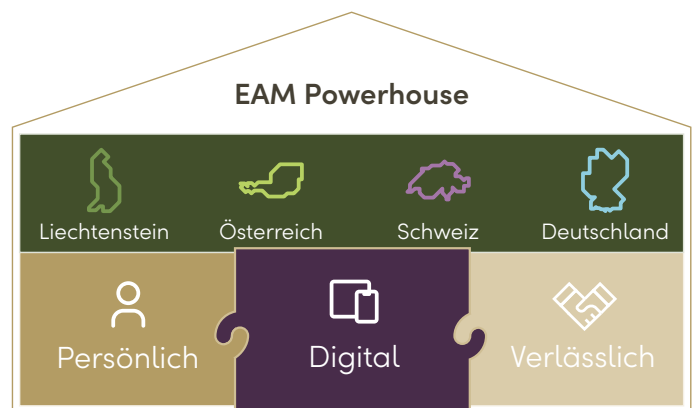 EAM Powerhouse
Liechtenstein Österreich Schweiz Deutschland
Persönlich Digital Verlässlich